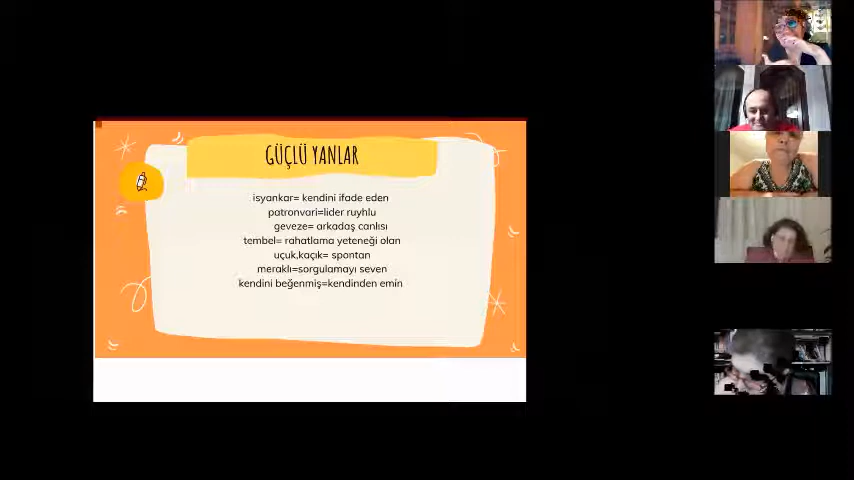 GÜÇLÜ YANLAR
isyankar= kendini ifade eden
patronvari=lider ruyhlu
geveze= arkadaş canlısı
tembel= rahatlama yeteneği olan
uçuk,kaçık= spontan
meraklı=sorgulamayı seven
kendini beğenmiş=kendinden emin